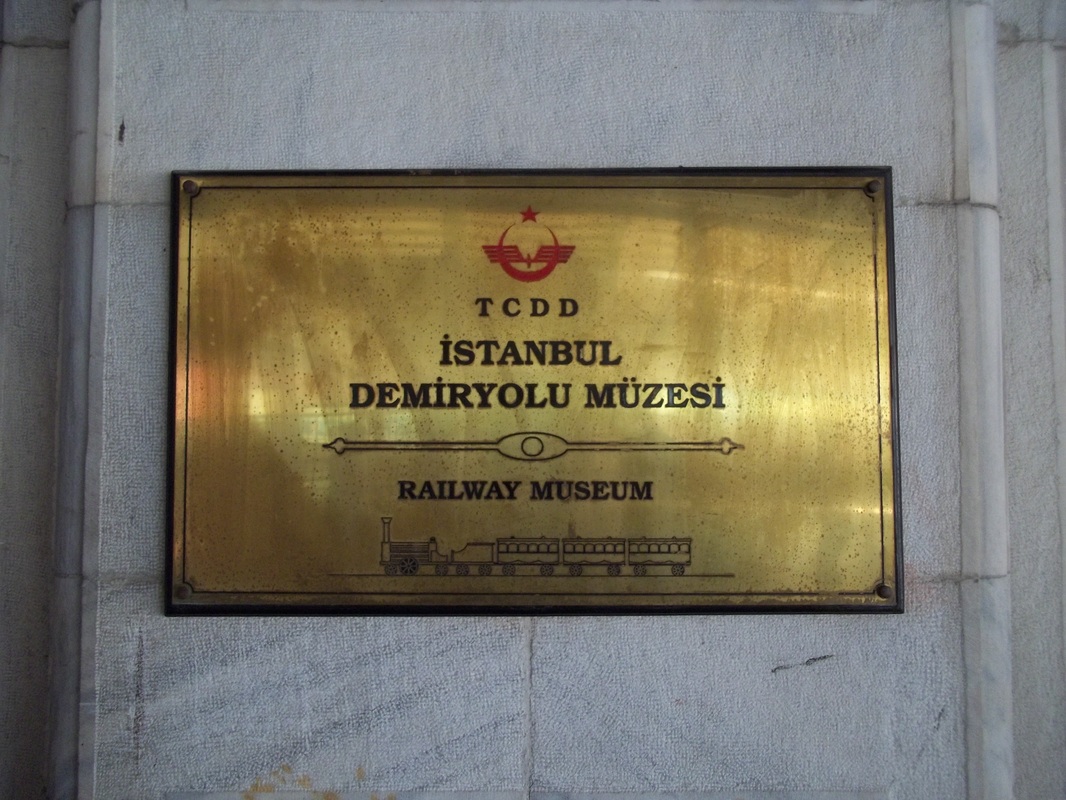 TCDD
İSTANBUL
DEMİRYOLU MÜZESİ
RAILWAY MUSEUM